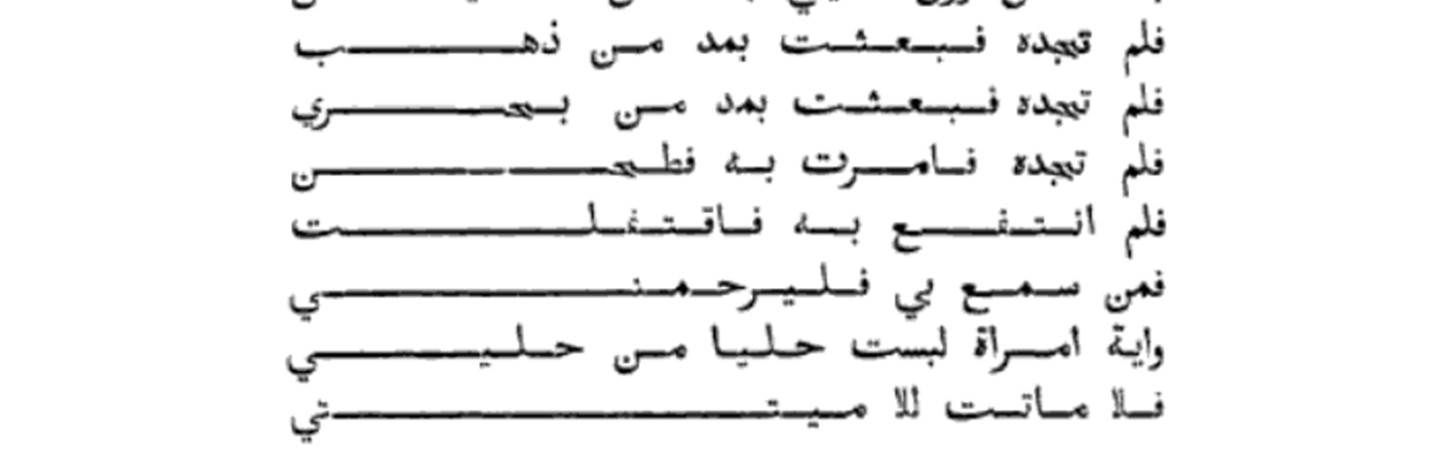 فلم تجده فبعثت بمد من ذهب
فلم تجده فبعثت بمد من بحري
فلم تجده فامرت به فطحن
فلم انتفع به فاقتفلت
فمن سمع بي فليرحمني
واية امراة لبست حليا من حليي
فلا ماتت للا ميتتي